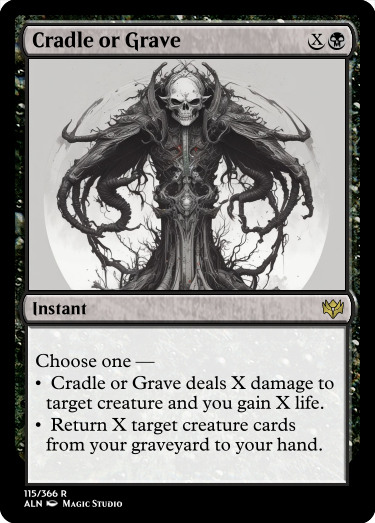 Cradle or Grave X
Instant
Choose one —
• Cradle or Grave deals X damage to
target creature and you gain X life.
• Return X target creature cards
from your graveyard to your hand.
115/366 R
ALN Magic Studio